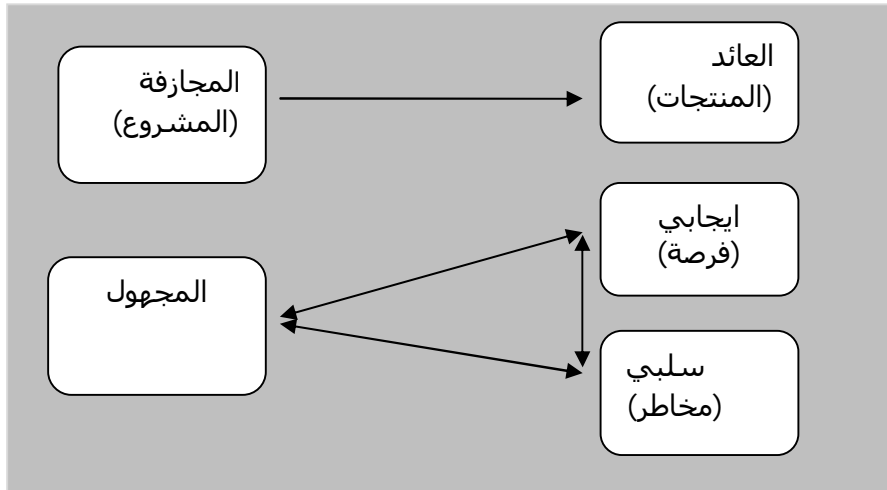 المجازفة
(المشروع)
العائد
(المنتجات)
المجهول
ايجابي
(فرصة)
سلبي
(مخاطر)